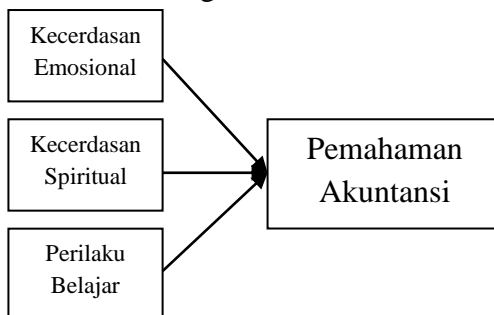 Kecerdasan
Emosional
Kecerdasan
Spiritual
Pemahaman
Akuntansi
Perilaku
Belajar